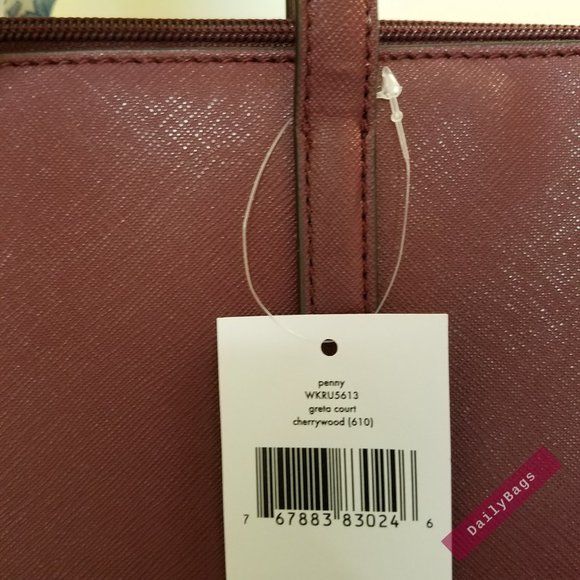 penny
WKRU5613
greta court
cherrywood (610)
7 67883 83024 6
DailyBags